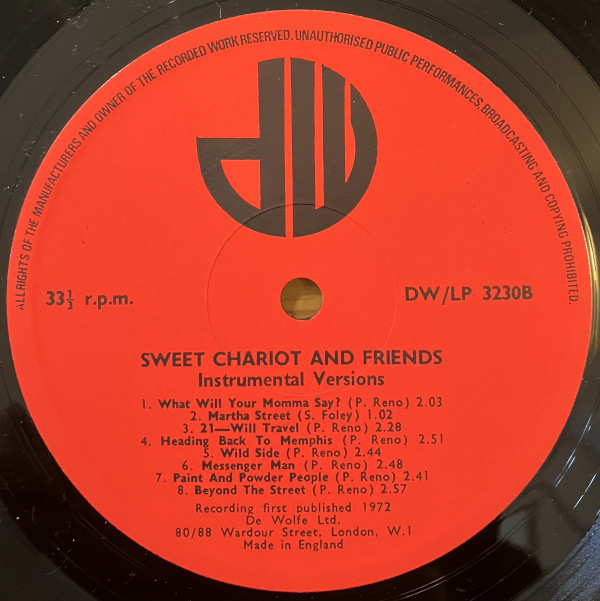 ALL RIGHTS OF THE MANUFACTURERS AND OWNER OF THE RECORDED WORK RESERVED. UNAUTHORISED PUBLIC PERFORMANCES, BROADCASTING AND COPYING PROHIBITED.
DW
33⅓ r.p.m.
DW/LP 3230B
SWEET CHARIOT AND FRIENDS
Instrumental Versions
1. What Will Your Momma Say? (P. Reno) 2.03
2. Martha Street (S. Foley) 1.02
3. 21—Will Travel (P. Reno) 2.28
4. Heading Back To Memphis (P. Reno) 2.51
5. Wild Side (P. Reno) 2.44
6. Messenger Man (P. Reno) 2.48
7. Paint And Powder People (P. Reno) 2.41
8. Beyond The Street (P. Reno) 2.57
Recording first published 1972
De Wolfe Ltd.
80/88 Wardour Street, London, W.1
Made in England